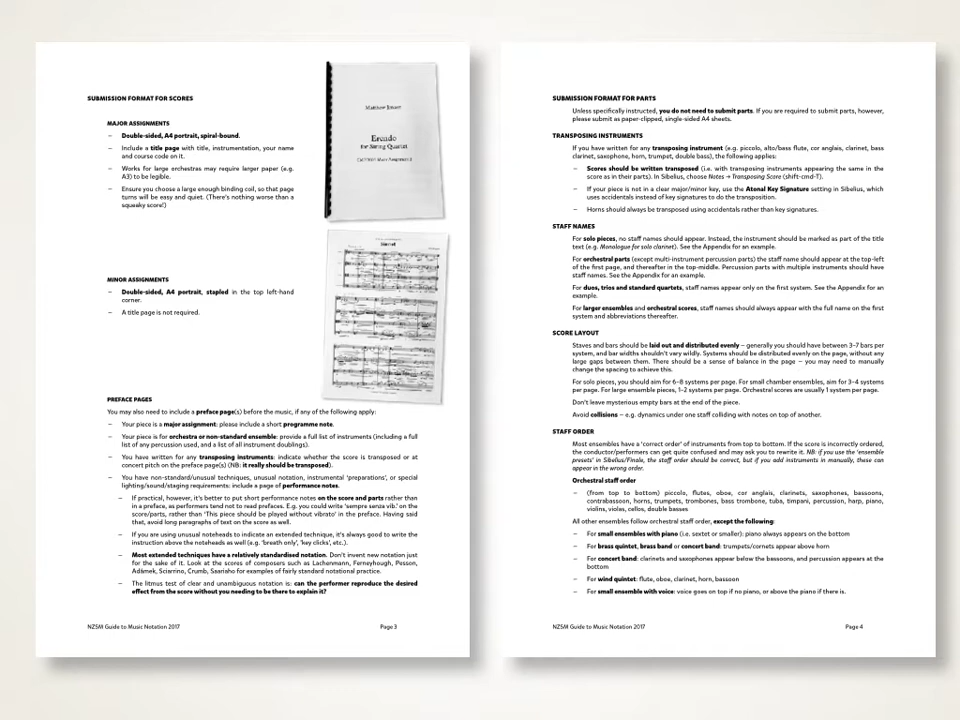 SUBMISSION FORMAT FOR SCORES
MAJOR ASSIGNMENTS
– Double-sided, A4 portrait, spiral-bound.
– Include a title page with title, instrumentation, your name
and course code on it.
– Works for large orchestras may require larger paper (e.g.
A3) to be legible.
– Ensure you choose a large enough binding coil, so that page
turns will be easy and quiet. (There's nothing worse than a
squeaky score!)
Matthew
Ereado
for String Quartet
MINOR ASSIGNMENTS
– Double-sided, A4 portrait, stapled in the top left-hand
corner.
– A title page is not required.
PREFACE PAGES
You may also need to include a preface page(s) before the music, if any of the following apply:
– Your piece is a major assignment: please include a short programme note.
– Your piece is for orchestra or non-standard ensemble: provide a full list of instruments (including a full
list of any percussion used, and a list of all instrument doublings).
– You have written for any transposing instruments: indicate whether the score is transposed or at
concert pitch on the preface page(s) (NB: it really should be transposed).
– You have non-standard/unusual techniques, unusual notation, instrumental 'preparations', or special
lighting/sound/staging requirements: include a page of performance notes.
– If practical, however, it's better to put short performance notes on the score and parts rather than
in a preface, as performers tend not to read prefaces. E.g. you could write 'sempre senza vib.' on the
score/parts, rather than 'This piece should be played without vibrato' in the preface. Having said
that, avoid long paragraphs of text on the score as well.
– If you are using unusual noteheads to indicate an extended technique, it's always good to write the
instruction above the noteheads as well (e.g. 'breath only', 'key clicks', etc.).
– Most extended techniques have a relatively standardised notation. Don't invent new notation just
for the sake of it. Look at the scores of composers such as Lachenmann, Ferneyhough, Pesson,
Adámek, Sciarrino, Crumb, Saariaho for examples of fairly standard notational practice.
– The litmus test of clear and unambiguous notation is: can the performer reproduce the desired
effect from the score without you needing to be there to explain it?
NZSM Guide to Music Notation 2017 Page 3
SUBMISSION FORMAT FOR PARTS
Unless specifically instructed, you do not need to submit parts. If you are required to submit parts, however,
please submit as paper-clipped, single-sided A4 sheets.
TRANSPOSING INSTRUMENTS
If you have written for any transposing instrument (e.g. piccolo, alto/bass flute, cor anglais, clarinet, bass
clarinet, saxophone, horn, trumpet, double bass), the following applies:
– Scores should be written transposed (i.e. with transposing instruments appearing the same in the
score as in their parts). In Sibelius, choose Notes → Transposing Score (shift-cmd-T).
– If your piece is not in a clear major/minor key, use the Atonal Key Signature setting in Sibelius, which
uses accidentals instead of key signatures to do the transposition.
– Horns should always be transposed using accidentals rather than key signatures.
STAFF NAMES
For solo pieces, no staff names should appear. Instead, the instrument should be marked as part of the title
text (e.g. Monologue for solo clarinet). See the Appendix for an example.
For orchestral parts (except multi-instrument percussion parts) the staff name should appear at the top-left
of the first page, and thereafter in the top-middle. Percussion parts with multiple instruments should have
staff names. See the Appendix for an example.
For duos, trios and standard quartets, staff names appear only on the first system. See the Appendix for an
example.
For larger ensembles and orchestral scores, staff names should always appear with the full name on the first
system and abbreviations thereafter.
SCORE LAYOUT
Staves and bars should be laid out and distributed evenly – generally you should have between 3–7 bars per
system, and bar widths shouldn't vary wildly. Systems should be distributed evenly on the page, without any
large gaps between them. There should be a sense of balance in the page – you may need to manually
change the spacing to achieve this.
For solo pieces, you should aim for 6–8 systems per page. For small chamber ensembles, aim for 3–4 systems
per page. For large ensemble pieces, 1–2 systems per page. Orchestral scores are usually 1 system per page.
Don't leave mysterious empty bars at the end of the piece.
Avoid collisions – e.g. dynamics under one staff colliding with notes on top of another.
STAFF ORDER
Most ensembles have a 'correct order' of instruments from top to bottom. If the score is incorrectly ordered,
the conductor/performers can get quite confused and may ask you to rewrite it. NB: if you use the 'ensemble
presets' in Sibelius/Finale, the staff order should be correct, but if you add instruments in manually, these can
appear in the wrong order.
Orchestral staff order
– (from top to bottom) piccolo, flutes, oboe, cor anglais, clarinets, saxophones, bassoons,
contrabassoon, horns, trumpets, trombones, bass trombone, tuba, timpani, percussion, harp, piano,
violins, violas, cellos, double basses
All other ensembles follow orchestral staff order, except the following:
– For small ensembles with piano (i.e. sextet or smaller): piano always appears on the bottom
– For brass quintet, brass band or concert band: trumpets/cornets appear above horn
– For concert band: clarinets and saxophones appear below the bassoons, and percussion appears at the
bottom
– For wind quintet: flute, oboe, clarinet, horn, bassoon
– For small ensemble with voice: voice goes on top if no piano, or above the piano if there is.
NZSM Guide to Music Notation 2017 Page 4